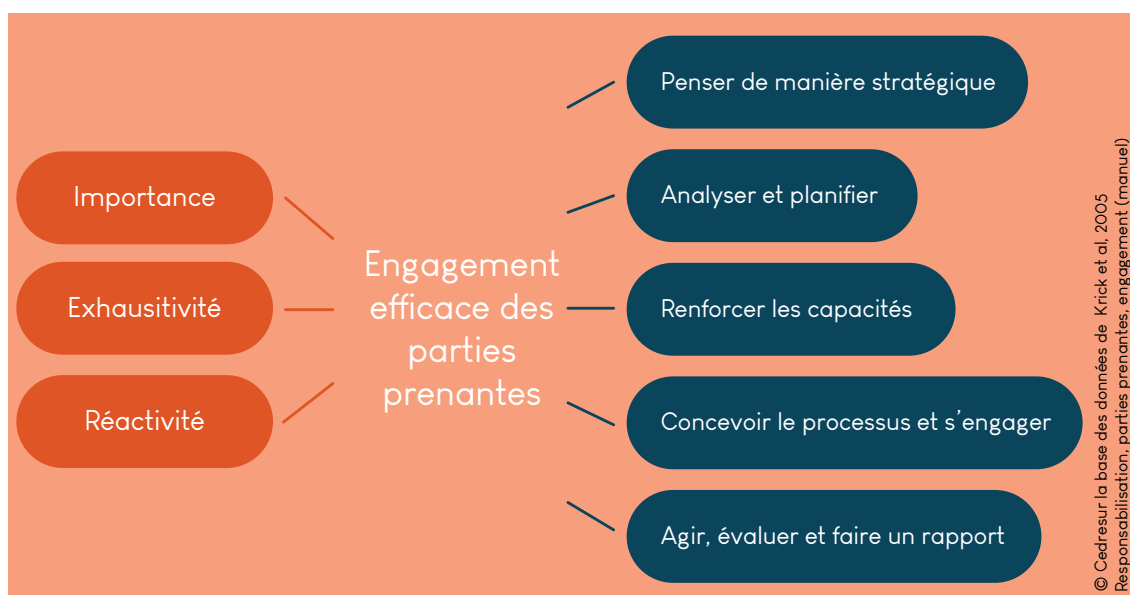 Importance
Exhausitivité
Réactivité
Engagement
efficace des
parties
prenantes
Penser de manière stratégique
Analyser et planifier
Renforcer les capacités
Concevoir le processus et s’engager
Agir, évaluer et faire un rapport
© Cedresur la base des données de Krick et al, 2005
Responsabilisation, parties prenantes, engagement (manuel)